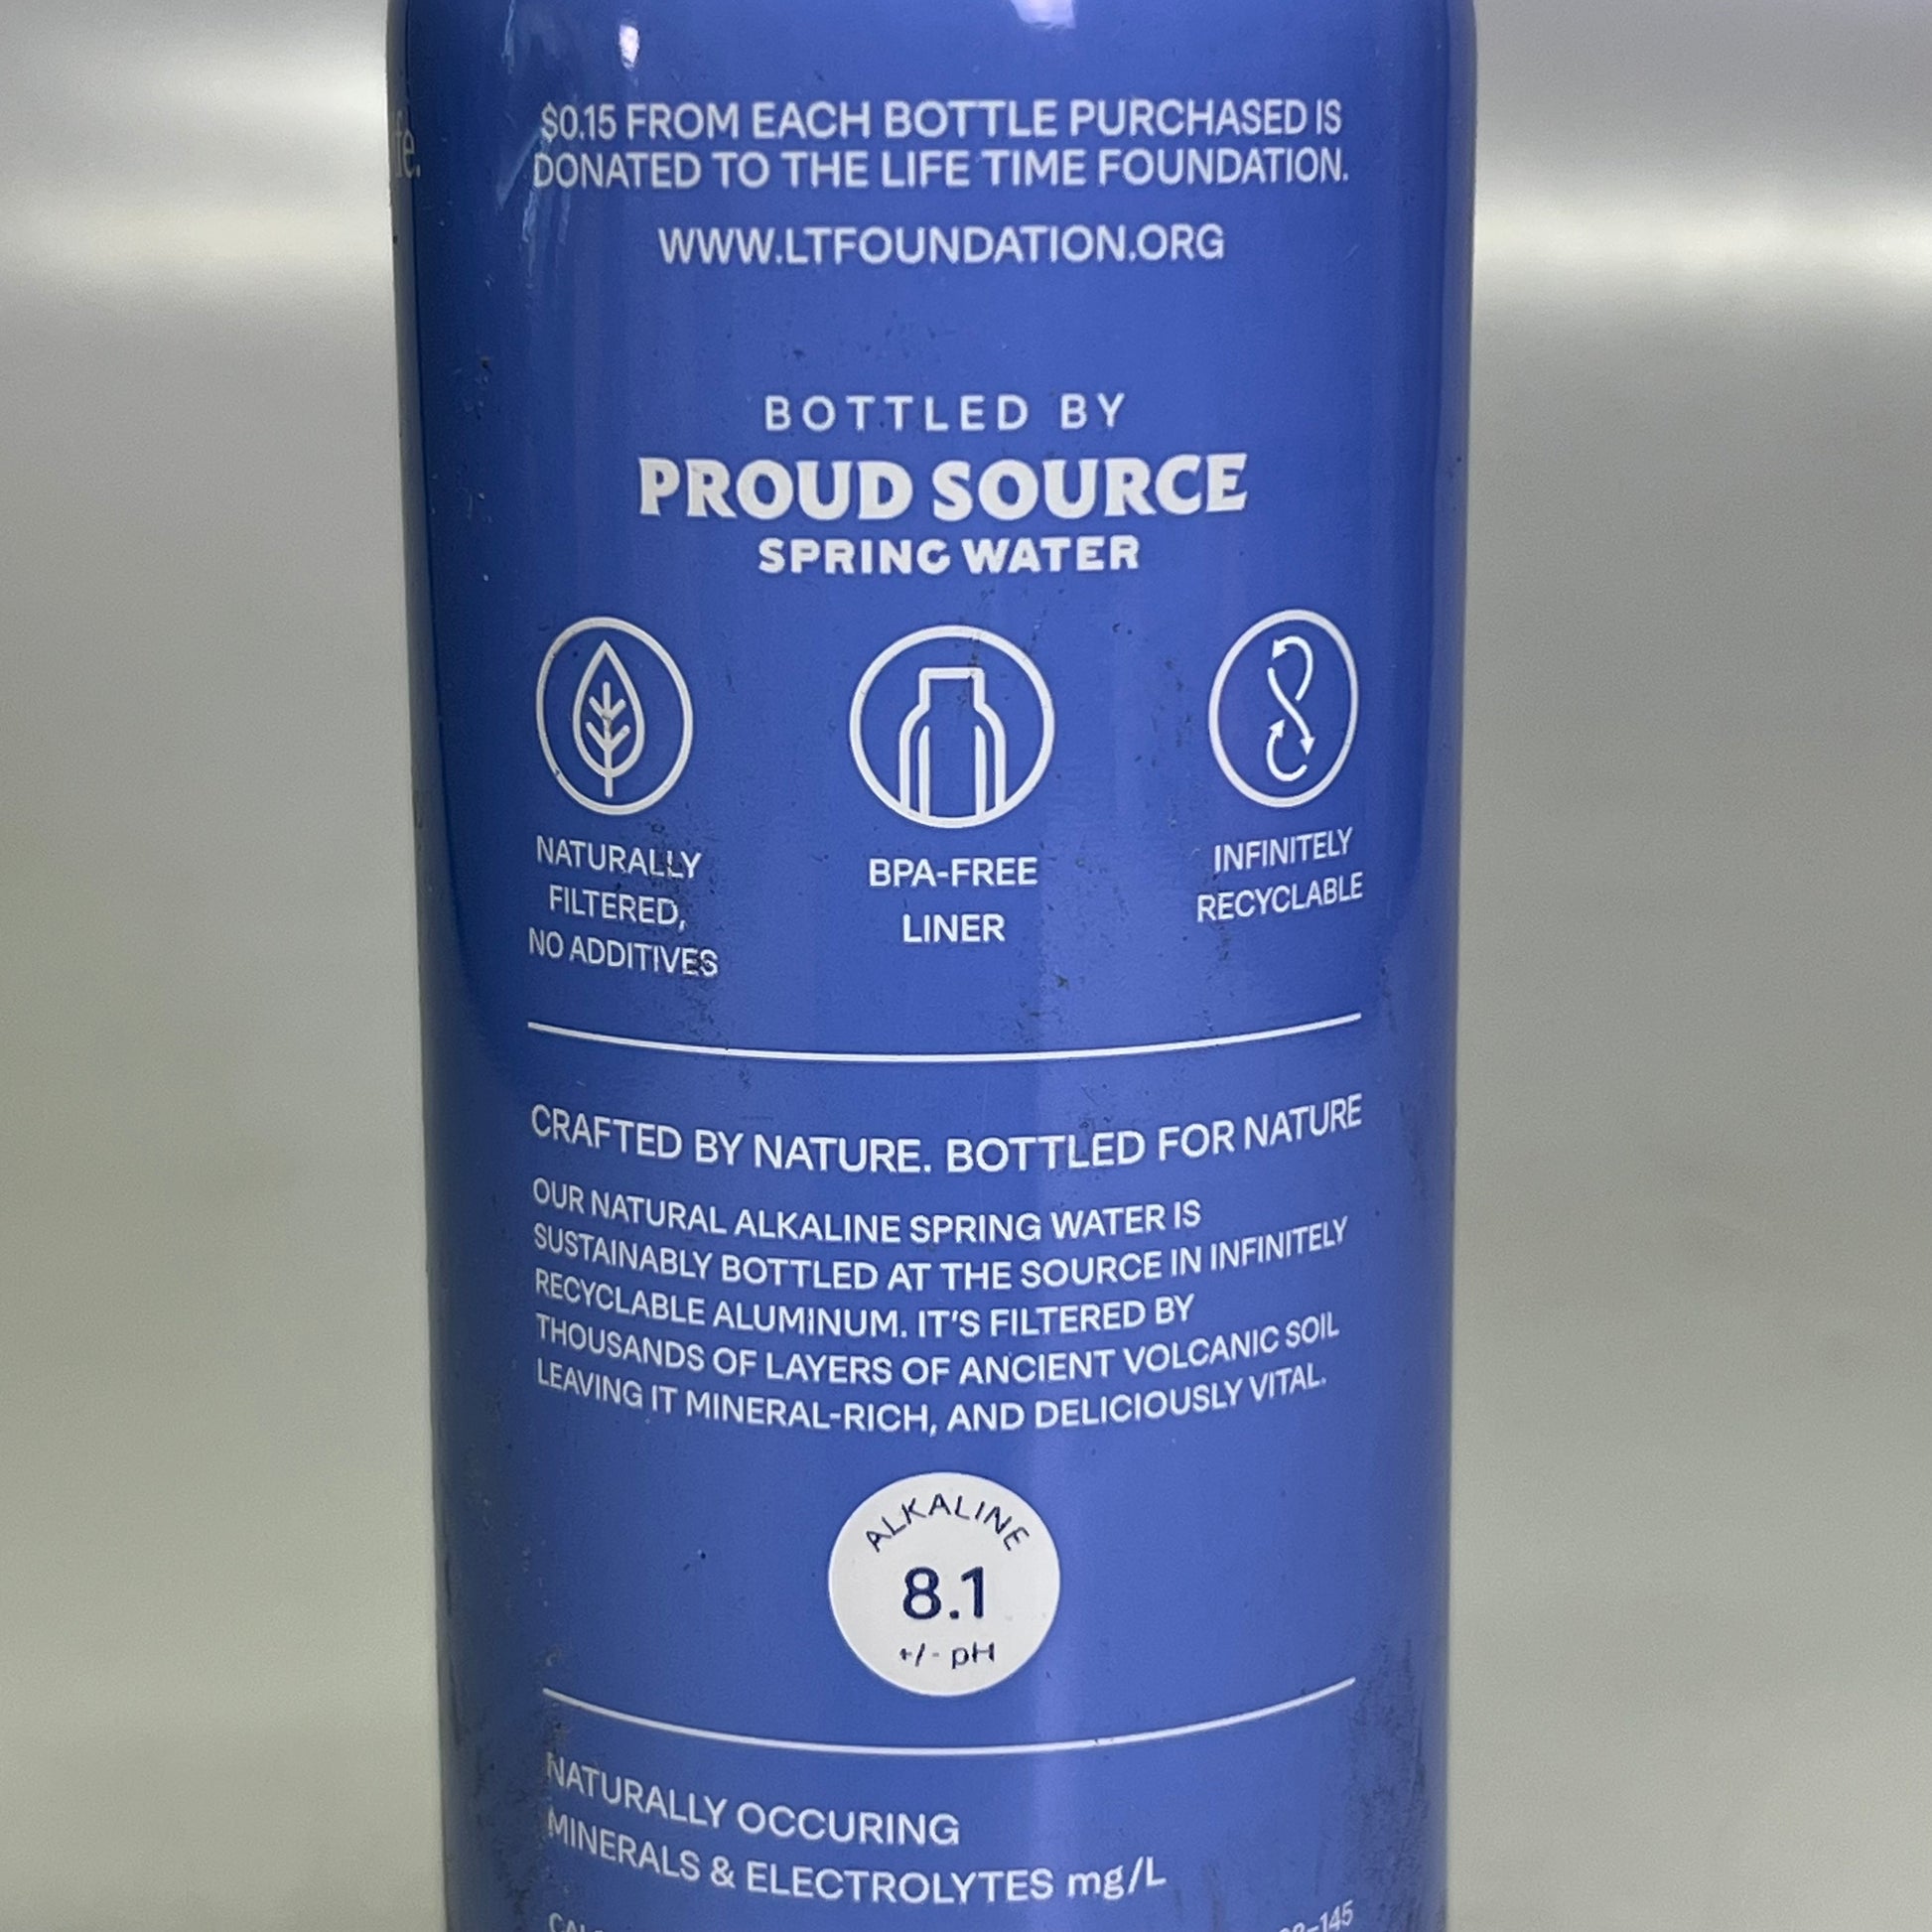 $0.15 FROM EACH BOTTLE PURCHASED IS
DONATED TO THE LIFE TIME FOUNDATION.
WWW.LTFOUNDATION.ORG
BOTTLED BY
PROUD SOURCE
SPRING WATER
NATURALLY
FILTERED,
NO ADDITIVES
BPA-FREE
LINER
INFINITELY
RECYCLABLE
CRAFTED BY NATURE. BOTTLED FOR NATURE
OUR NATURAL ALKALINE SPRING WATER IS
SUSTAINABLY BOTTLED AT THE SOURCE IN INFINITELY
RECYCLABLE ALUMINUM. IT'S FILTERED BY
THOUSANDS OF LAYERS OF ANCIENT VOLCANIC SOIL
LEAVING IT MINERAL-RICH, AND DELICIOUSLY VITAL.
ALKALINE
8.1
+/- pH
NATURALLY OCCURING
MINERALS & ELECTROLYTES mg/L